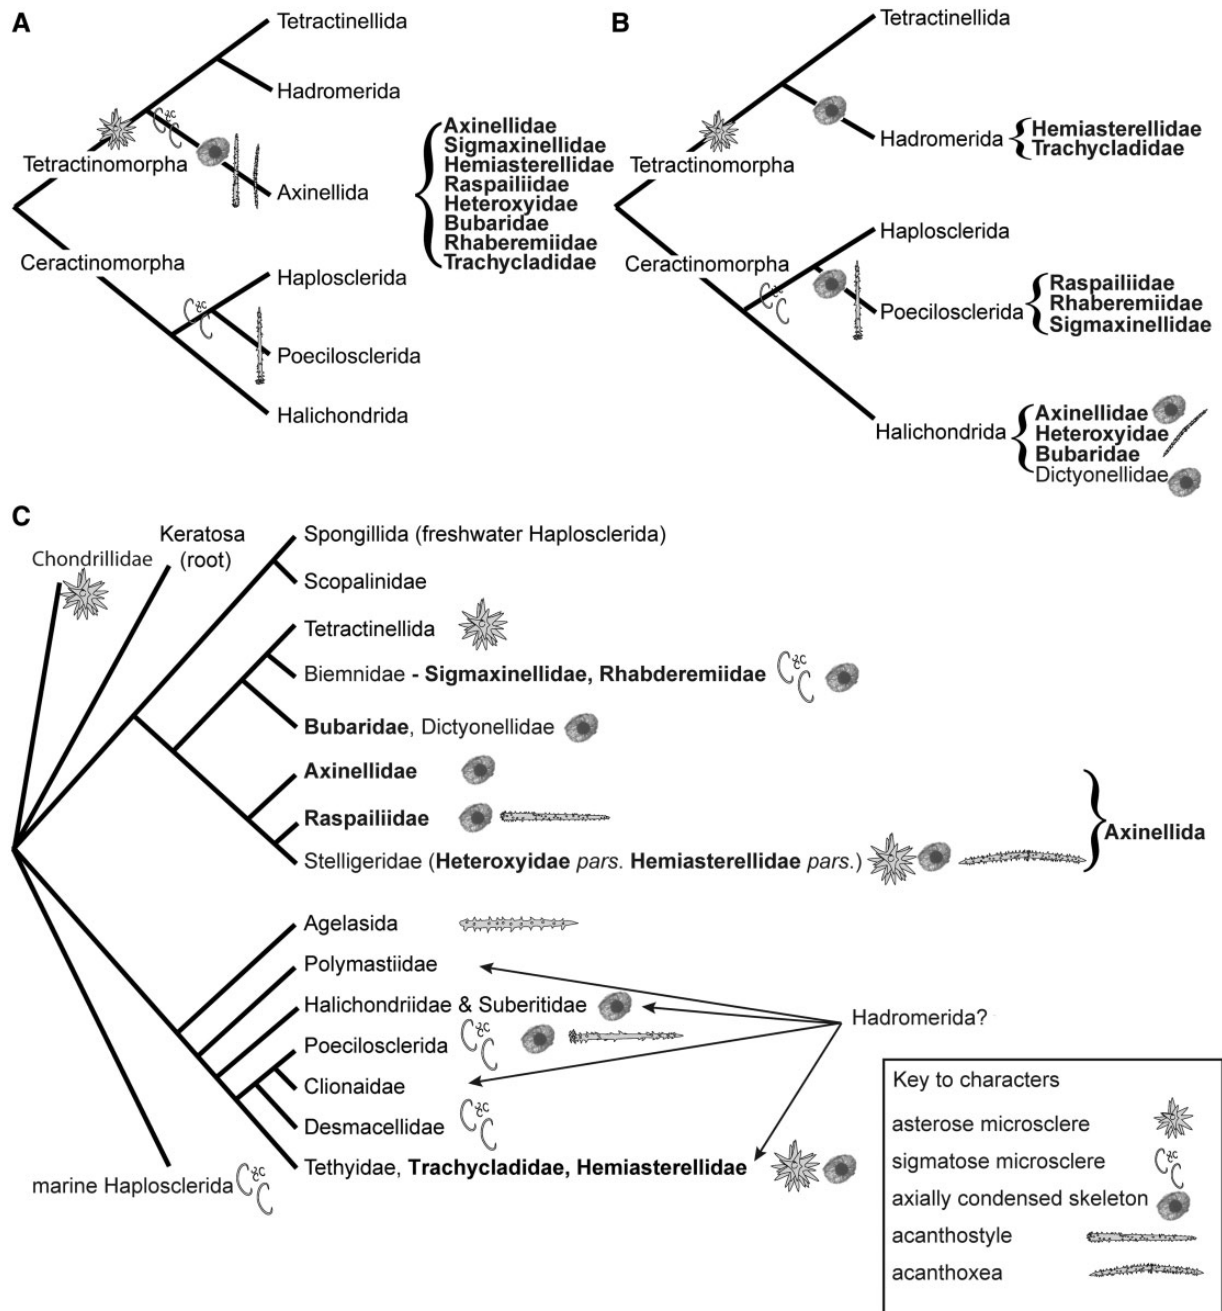 A
Tetractinellida
Hadromerida
Tetractinomorpha
Axinellida
Axinellidae
Sigmaxinellidae
Hemisterellidae
Raspailiidae
Heteroxyidae
Bubaridae
Rhaberemiidae
Trachycladidae
Ceractinomorpha
Haplosclerida
Poecilosclerida
Halichondrida
B
Tetractinellida
Hadromerida
Hemiasterellidae
Trachycladidae
Tetractinomorpha
Haplosclerida
Ceractinomorpha
Poecilosclerida
Raspailiidae
Rhaberemiidae
Sigmaxinellidae
Halichondrida
Axinellidae
Heteroxyidae
Bubaridae
Dictyonellidae
C
Chondrillidae
Keratosa
(root)
Spongillida (freshwater Haplosclerida)
Scopalinidae
Tetractinellida
Biemnidae - Sigmaxinellidae, Rhabderemiidae
Bubaridae, Dictyonellidae
Axinellidae
Raspailiidae
Stelligeridae (Heteroxyidae pars. Hemiasterellidae pars.)
Axinellida
Agelasida
Polymastiidae
Halichondriidae & Suberitidae
Poecilosclerida
Clionaidae
Desmacellidae
Tethyidae, Trachycladidae, Hemiasterellidae
Hadromerida?
marine Haplosclerida
Key to characters
asterose microsclere
sigmatose microsclere
axially condensed skeleton
acanthostyle
acanthoxea